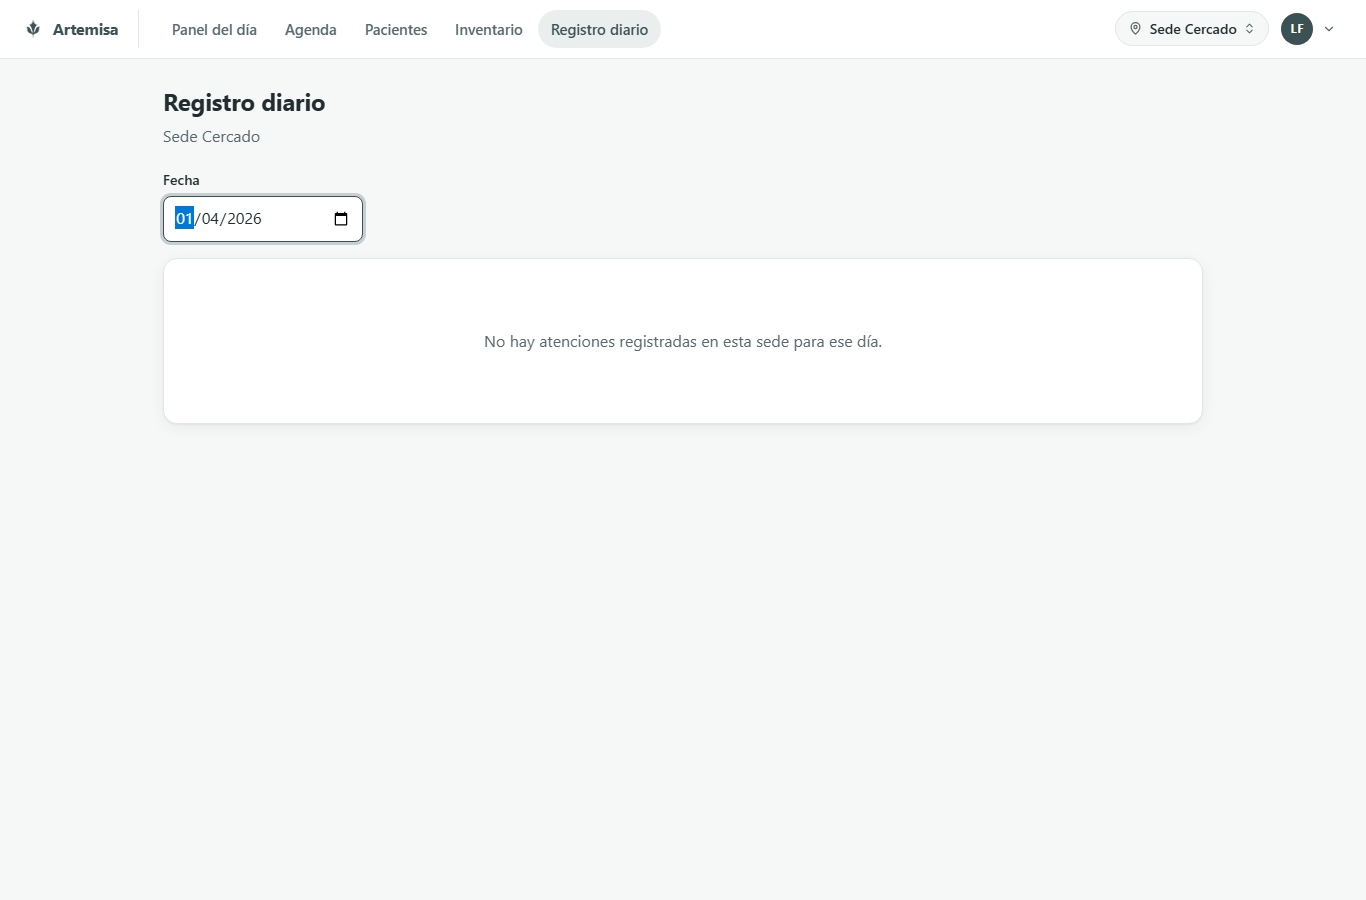 Artemisa
Panel del día
Agenda
Pacientes
Inventario
Registro diario
Sede Cercado
LF
Registro diario
Sede Cercado
Fecha
01/04/2026
No hay atenciones registradas en esta sede para ese día.